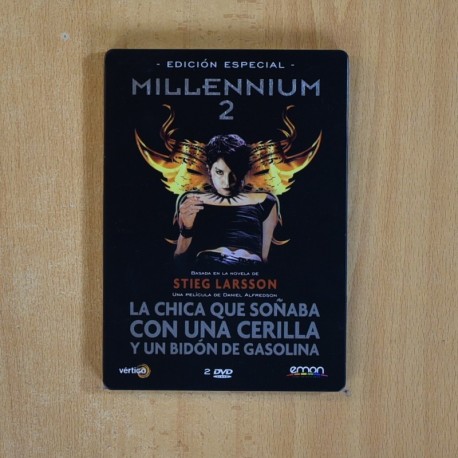 - EDICIÓN ESPECIAL -
MILLENNIUM
2
BASADA EN LA NOVELA DE
STIEG LARSSON
UNA PELÍCULA DE DANIEL ALFREDSON
LA CHICA QUE SOÑABA
CON UNA CERILLA
Y UN BIDÓN DE GASOLINA
vértigo 2 DVD emon